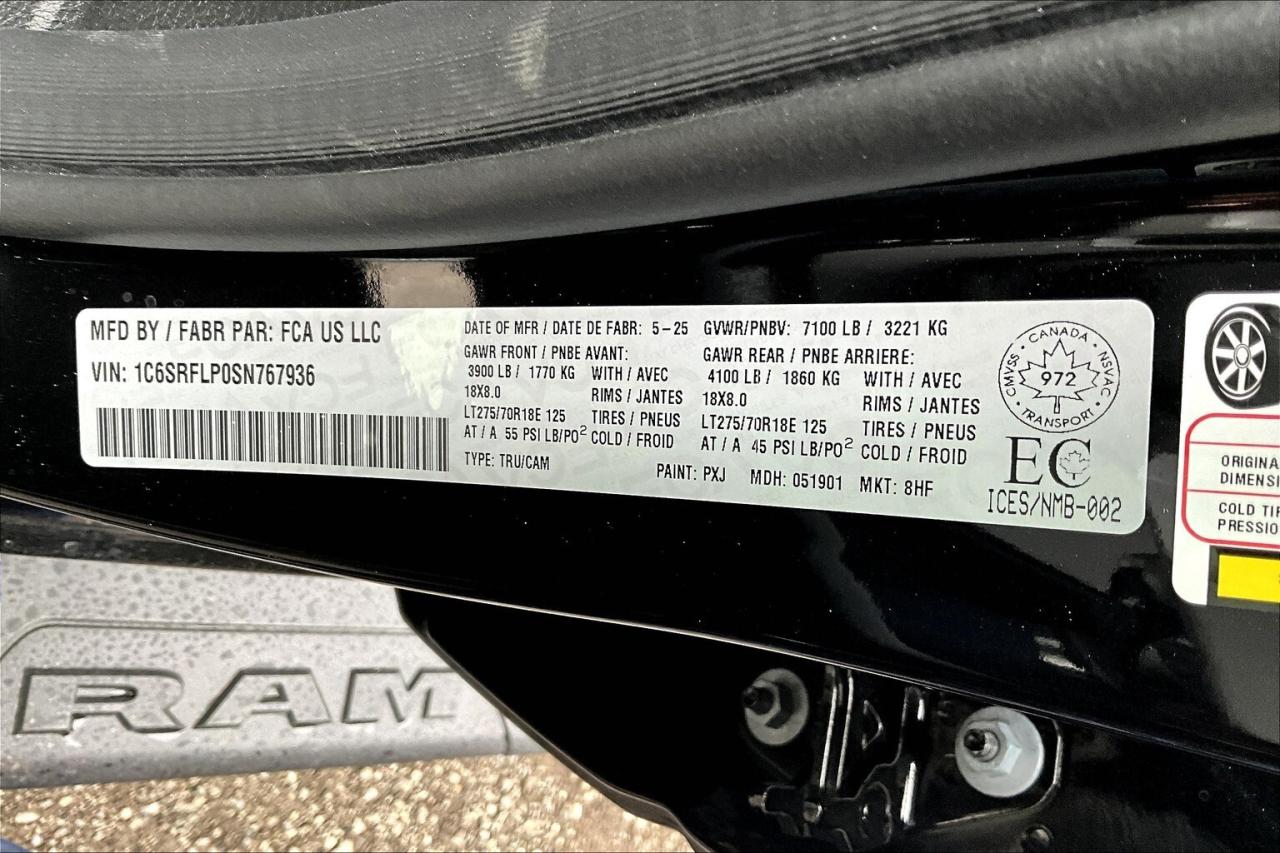 MFD BY / FABR PAR: FCA US LLC
VIN: 1C6SRFLP0SN767936
DATE OF MFR / DATE DE FABR: 5-25 GVWR/PNBV: 7100 LB / 3221 KG
GAWR FRONT / PNBE AVANT:
3900 LB / 1770 KG WITH / AVEC
18X8.0 RIMS / JANTES
LT275/70R18E 125 TIRES / PNEUS
AT / A 55 PSI LB/PO² COLD / FROID
TYPE: TRU/CAM
GAWR REAR / PNBE ARRIERE:
4100 LB / 1860 KG WITH / AVEC
18X8.0 RIMS / JANTES
LT275/70R18E 125 TIRES / PNEUS
AT / A 45 PSI LB/PO² COLD / FROID
PAINT: PXJ MDH: 051901 MKT: 8HF
CANADA
CMVSS 972 NSVAC
TRANSPORT
EC
ICES/NMB-002
ORIGINA
DIMENSI
COLD TIR
PRESSIO
RAM